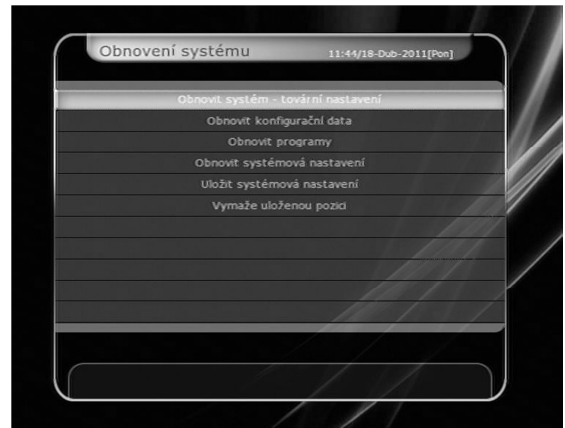 Obnovení systému
11:44/18-Dub-2011[Pon]
Obnovit systém - tovární nastavení
Obnovit konfigurační data
Obnovit programy
Obnovit systémová nastavení
Uložit systémová nastavení
Vymaže uloženou pozici